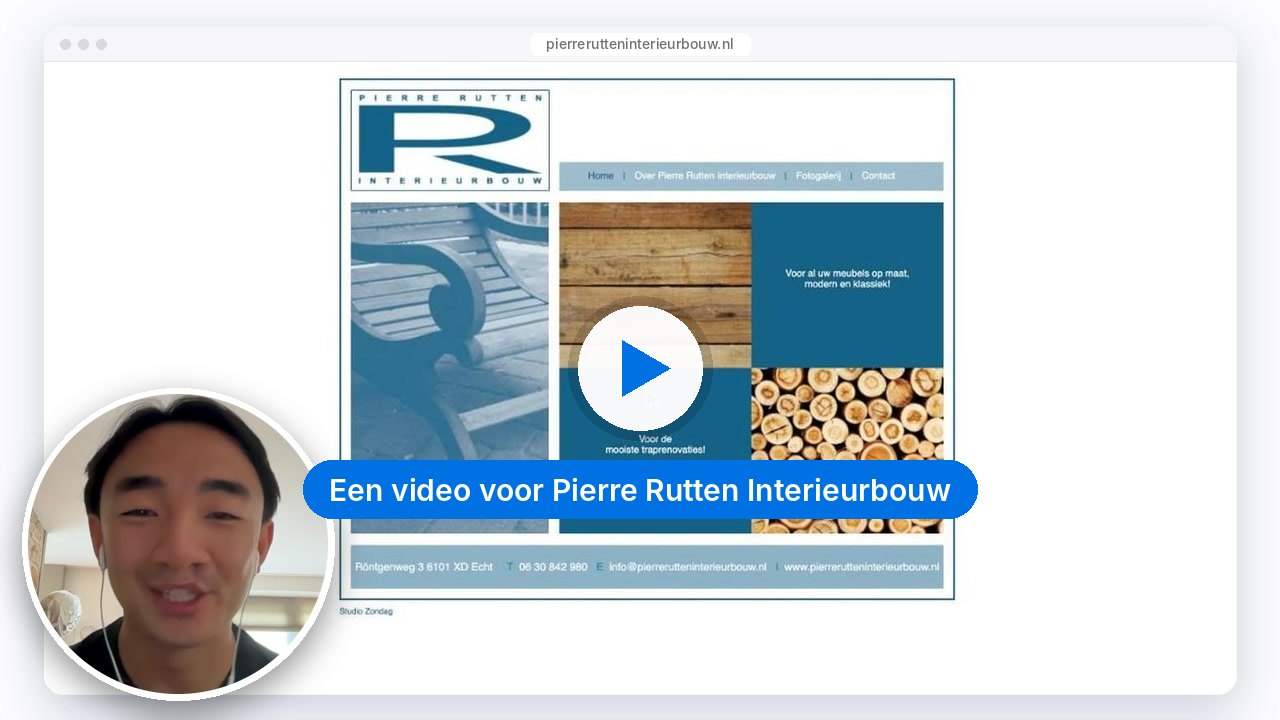 pierrerutteninterieurbouw.nl
PIERRE RUTTEN
R
INTERIEURBOUW
Home | Over Pierre Rutten Interieurbouw | Fotogalerij | Contact
Voor al uw meubels op maat,
modern en klassiek!
Voor de
mooiste traprenovaties!
Een video voor Pierre Rutten Interieurbouw
Röntgenweg 3 6101 XD Echt T 06 30 842 980 E info@pierrerutteninterieurbouw.nl I www.pierrerutteninterieurbouw.nl
Studio Zondag